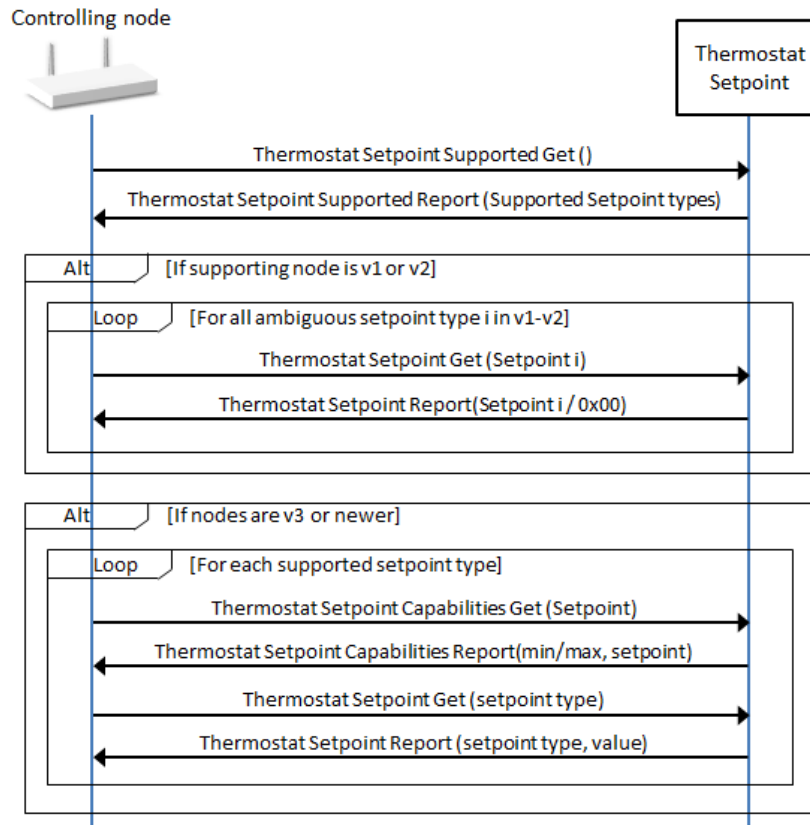 Controlling node
Thermostat
Setpoint
Thermostat Setpoint Supported Get ()
Thermostat Setpoint Supported Report (Supported Setpoint types)
Alt [If supporting node is v1 or v2]
Loop [For all ambiguous setpoint type i in v1-v2]
Thermostat Setpoint Get (Setpoint i)
Thermostat Setpoint Report(Setpoint i / 0x00)
Alt [If nodes are v3 or newer]
Loop [For each supported setpoint type]
Thermostat Setpoint Capabilities Get (Setpoint)
Thermostat Setpoint Capabilities Report(min/max, setpoint)
Thermostat Setpoint Get (setpoint type)
Thermostat Setpoint Report (setpoint type, value)